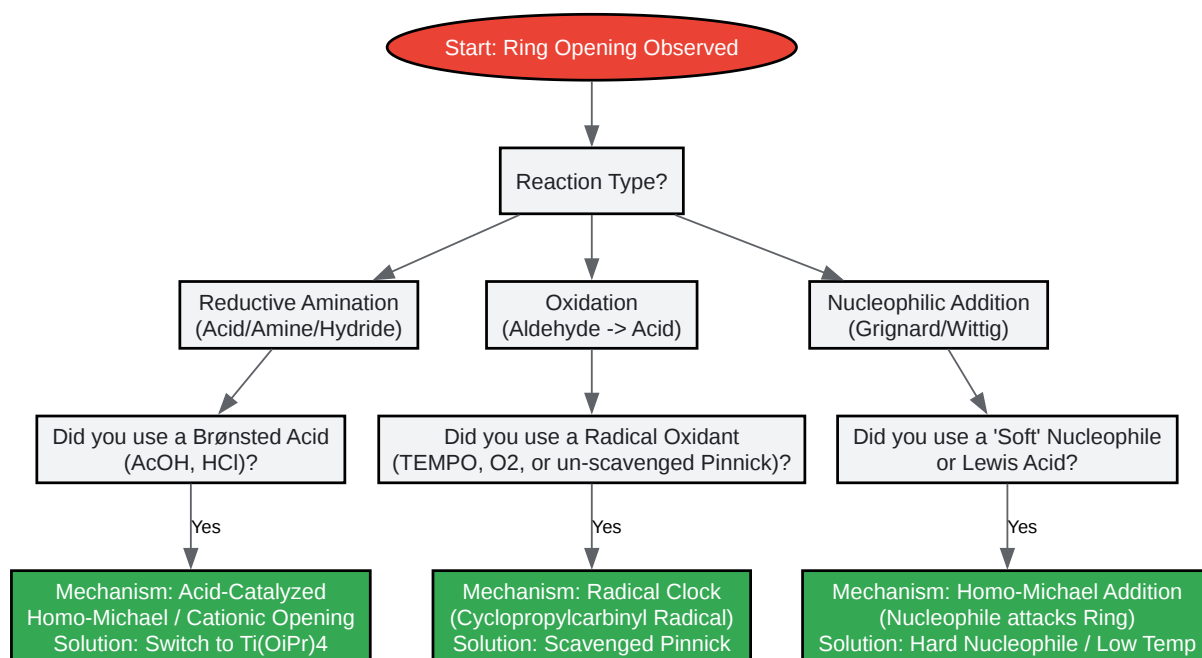 Start: Ring Opening Observed
Reaction Type?
Reductive Amination
(Acid/Amine/Hydride)
Oxidation
(Aldehyde -> Acid)
Nucleophilic Addition
(Grignard/Wittig)
Did you use a Brønsted Acid
(AcOH, HCl)?
Did you use a Radical Oxidant
(TEMPO, O2, or un-scavenged Pinnick)?
Did you use a 'Soft' Nucleophile
or Lewis Acid?
Yes
Yes
Yes
Mechanism: Acid-Catalyzed
Homo-Michael / Cationic Opening
Solution: Switch to Ti(OiPr)4
Mechanism: Radical Clock
(Cyclopropylcarbinyl Radical)
Solution: Scavenged Pinnick
Mechanism: Homo-Michael Addition
(Nucleophile attacks Ring)
Solution: Hard Nucleophile / Low Temp